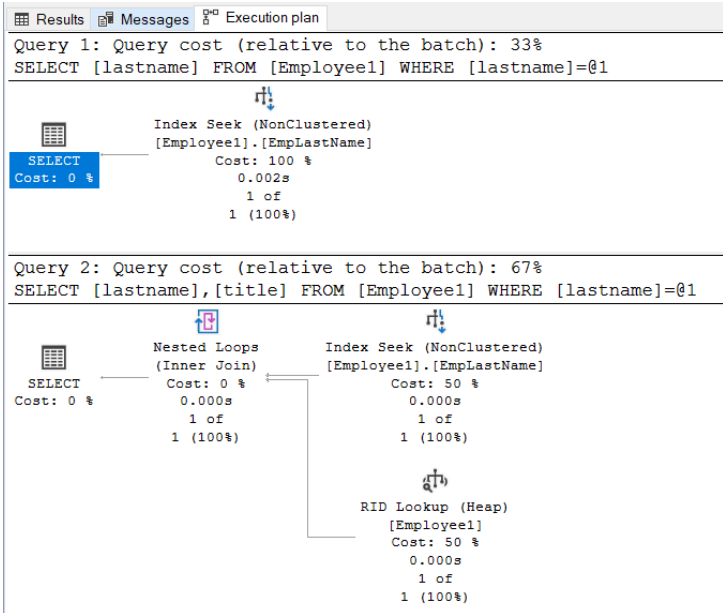 Results Messages Execution plan
Query 1: Query cost (relative to the batch): 33%
SELECT [lastname] FROM [Employee1] WHERE [lastname]=@1
Index Seek (NonClustered)
[Employee1].[EmpLastName]
Cost: 100 %
0.002s
1 of
1 (100%)
SELECT
Cost: 0 %
Query 2: Query cost (relative to the batch): 67%
SELECT [lastname],[title] FROM [Employee1] WHERE [lastname]=@1
SELECT
Cost: 0 %
Nested Loops
(Inner Join)
Cost: 0 %
0.000s
1 of
1 (100%)
Index Seek (NonClustered)
[Employee1].[EmpLastName]
Cost: 50 %
0.000s
1 of
1 (100%)
RID Lookup (Heap)
[Employee1]
Cost: 50 %
0.000s
1 of
1 (100%)